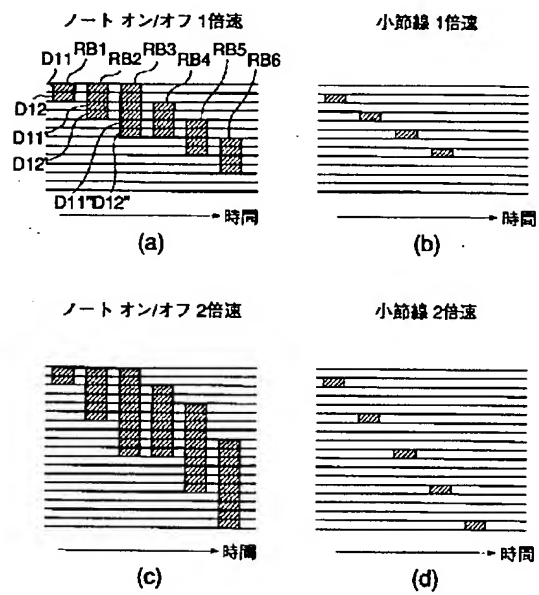 ノート オン/オフ 1倍速
小節線 1倍速
D11 RB1 RB2 RB3 RB4 RB5 RB6
D12
D11'
D12'
D11"D12"
時間
時間
(a)
(b)
ノート オン/オフ 2倍速
小節線 2倍速
時間
時間
(c)
(d)